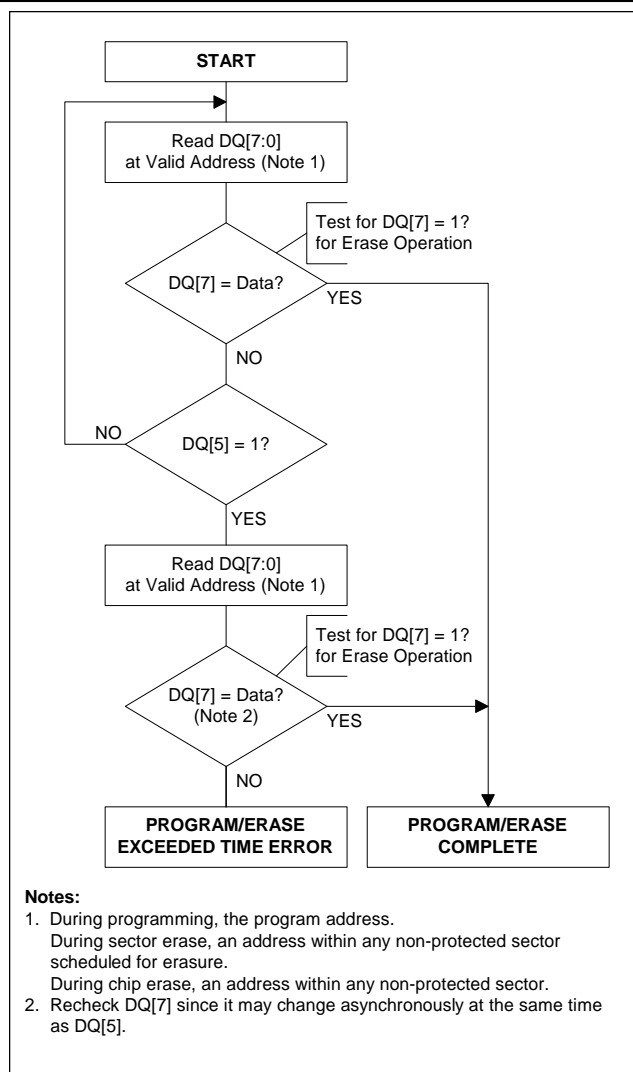 START
Read DQ[7:0]
at Valid Address (Note 1)
Test for DQ[7] = 1?
for Erase Operation
DQ[7] = Data?
YES
NO
NO
DQ[5] = 1?
YES
Read DQ[7:0]
at Valid Address (Note 1)
Test for DQ[7] = 1?
for Erase Operation
DQ[7] = Data?
(Note 2)
YES
NO
PROGRAM/ERASE
EXCEEDED TIME ERROR
PROGRAM/ERASE
COMPLETE
Notes:
1. During programming, the program address.
During sector erase, an address within any non-protected sector
scheduled for erasure.
During chip erase, an address within any non-protected sector.
2. Recheck DQ[7] since it may change asynchronously at the same time
as DQ[5].